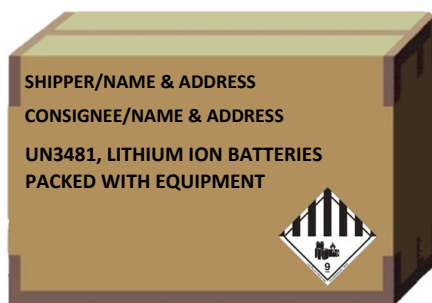 SHIPPER/NAME & ADDRESS
CONSIGNEE/NAME & ADDRESS
UN3481, LITHIUM ION BATTERIES
PACKED WITH EQUIPMENT
9